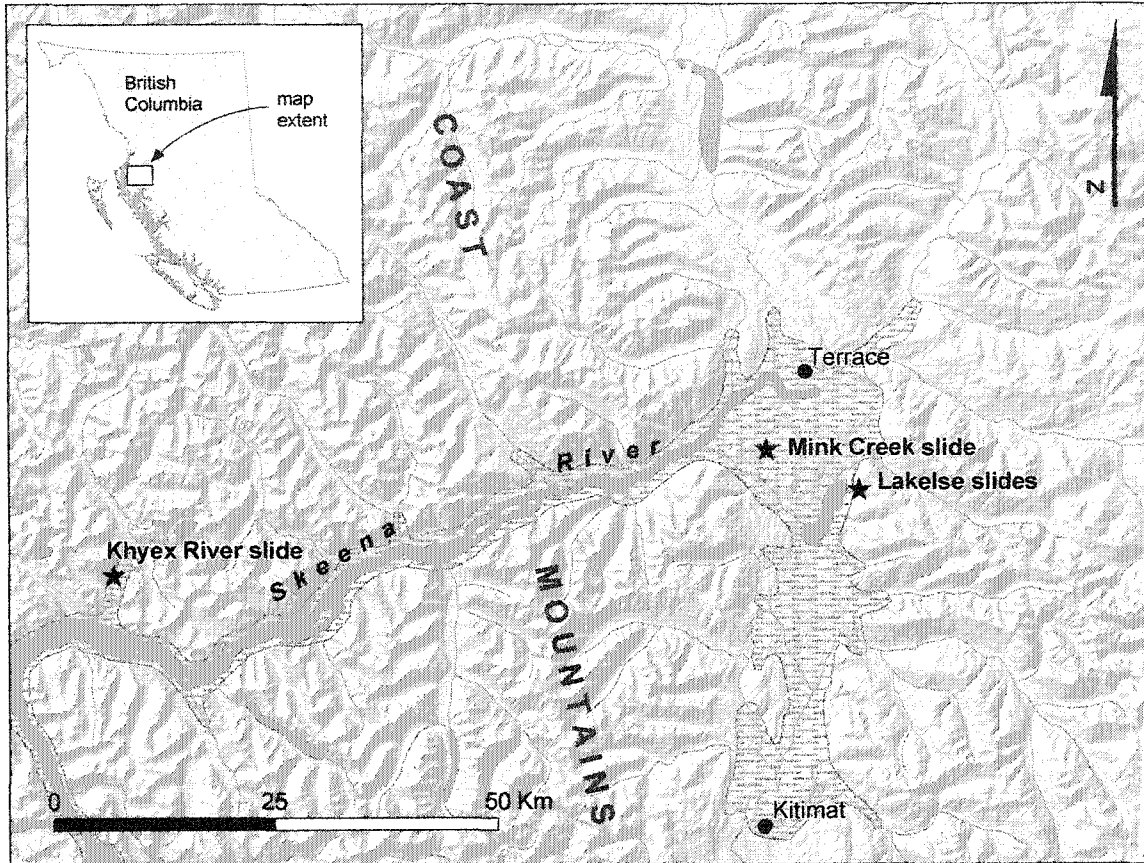 British
Columbia
map
extent
N
COAST
Terrace
River
Mink Creek slide
Lakelse slides
Skeena
Khyex River slide
MOUNTAINS
0 25 50 Km
Kitimat